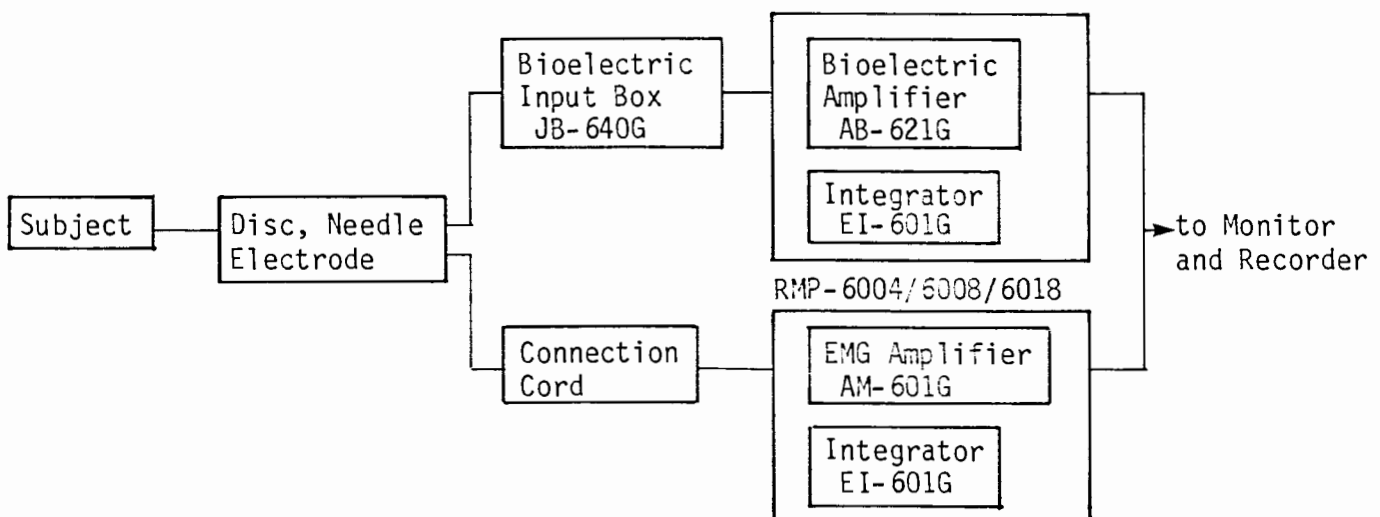 Subject
Disc, Needle
Electrode
Bioelectric
Input Box
JB-640G
Bioelectric
Amplifier
AB-621G
Integrator
EI-601G
RMP-6004/6008/6018
Connection
Cord
EMG Amplifier
AM-601G
Integrator
EI-601G
to Monitor
and Recorder